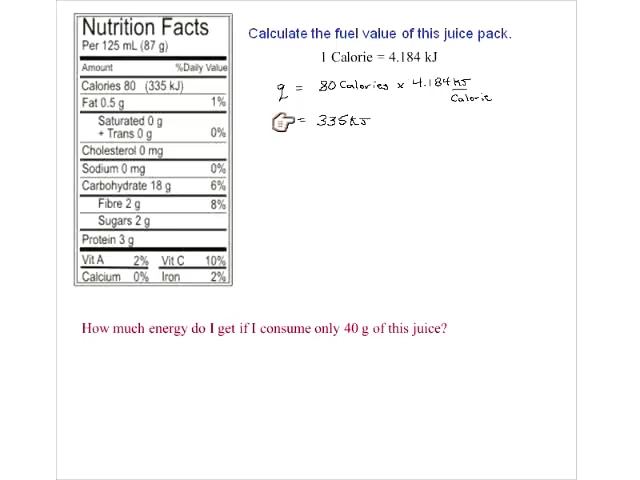 Nutrition Facts
Per 125 mL (87 g)
Amount %Daily Value
Calories 80 (335 kJ)
Fat 0.5 g 1%
Saturated 0 g
+ Trans 0 g 0%
Cholesterol 0 mg
Sodium 0 mg 0%
Carbohydrate 18 g 6%
Fibre 2 g 8%
Sugars 2 g
Protein 3 g
Vit A 2% Vit C 10%
Calcium 0% Iron 2%
Calculate the fuel value of this juice pack.
1 Calorie = 4.184 kJ
q = 80 Calories x 4.184 kJ
Calorie
= 335 kJ
How much energy do I get if I consume only 40 g of this juice?